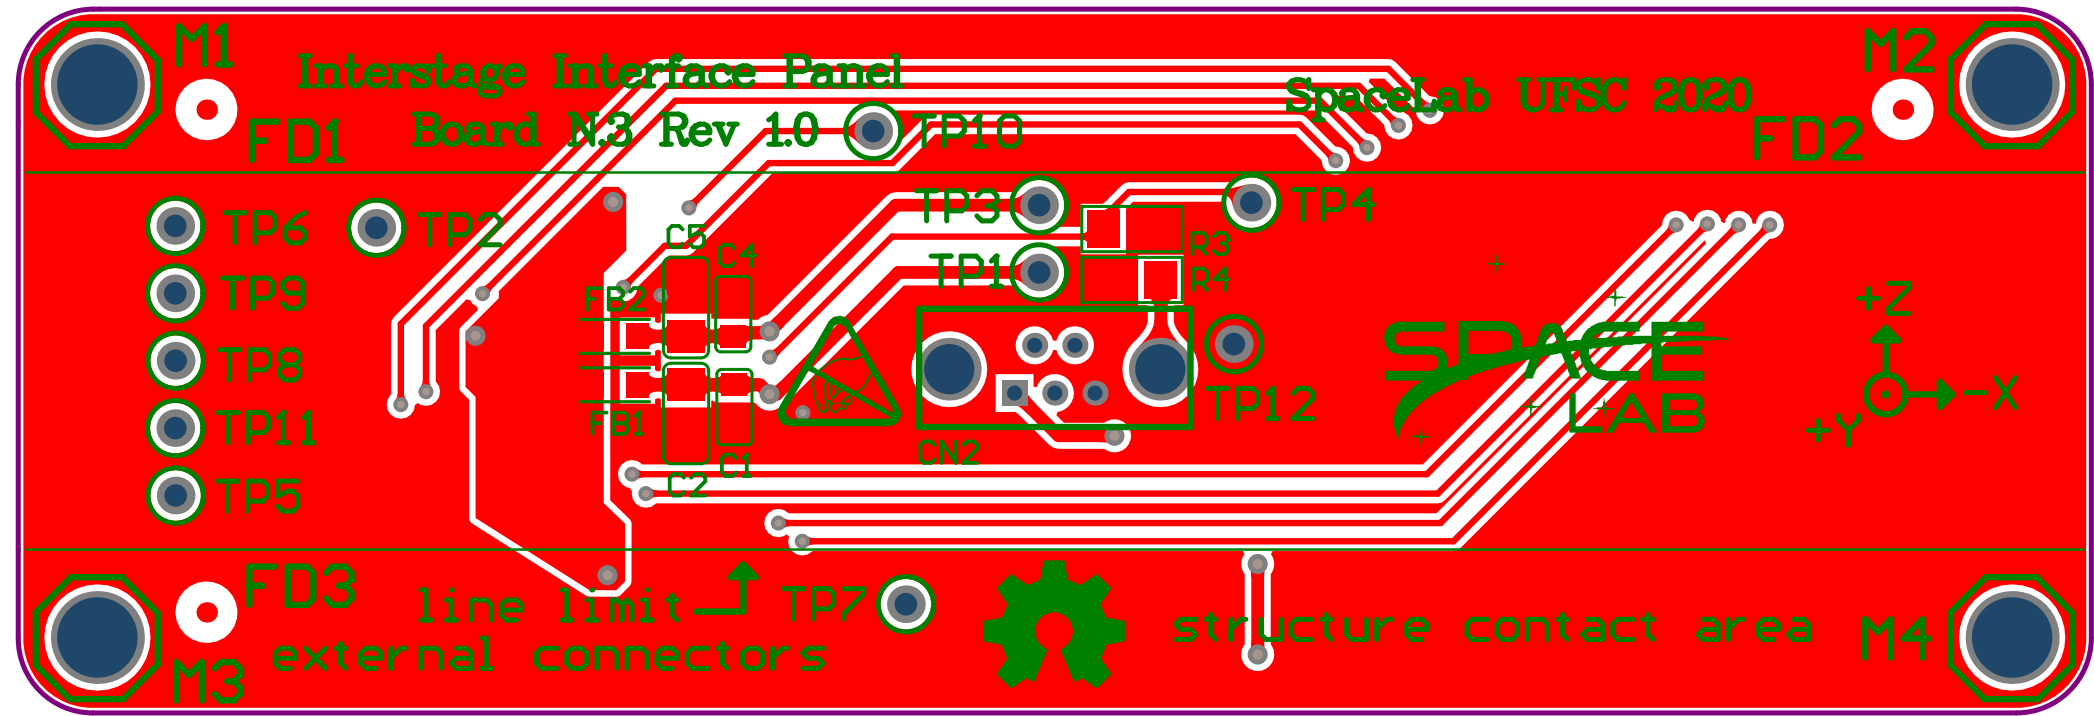 M1
Interstage Interface Panel
SpaceLab UFSC 2020
M2
FD1
Board N.3 Rev 1.0
TP10
FD2
TP6
TP2
TP3
TP4
C5
C4
R3
TP9
FB2
TP1
R4
+Z
TP8
SPACE
LAB
TP12
-X
TP11
FB1
CN2
+Y
C1
C2
TP5
FD3
line limit
TP7
structure contact area
M4
external connectors
M3